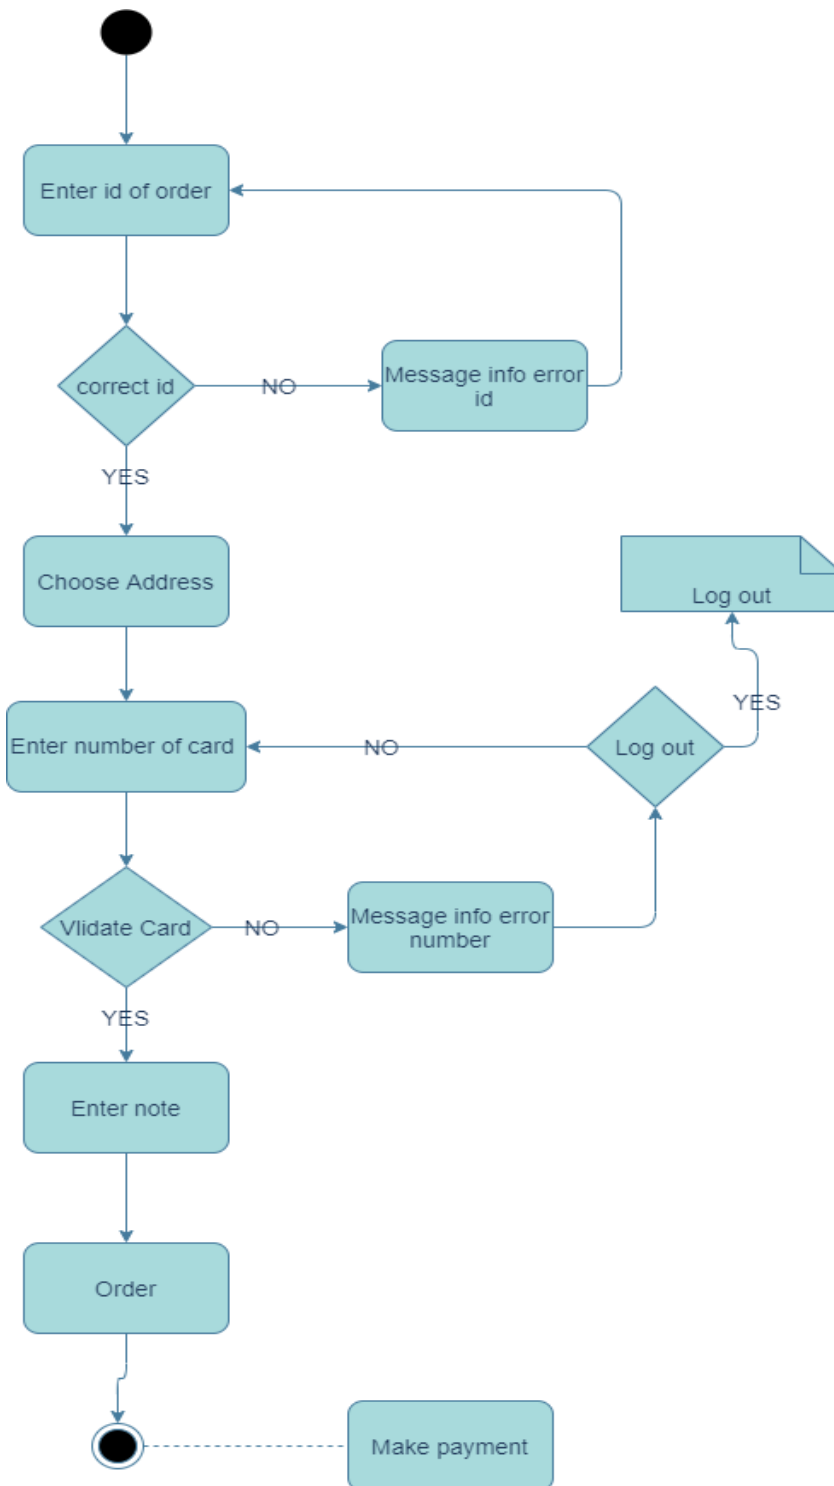 Enter id of order
correct id
NO
Message info error
id
YES
Choose Address
Log out
Enter number of card
NO
Log out
YES
Vlidate Card
NO
Message info error
number
YES
Enter note
Order
Make payment